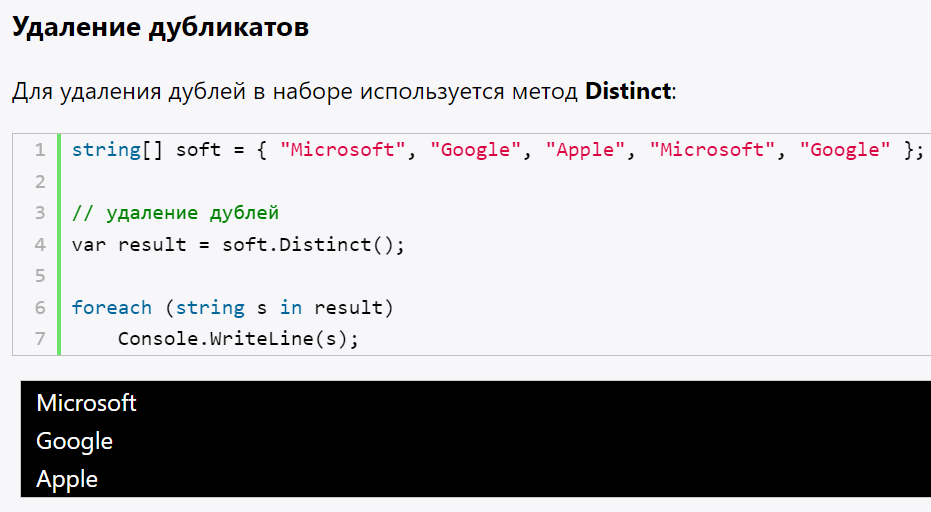 Удаление дубликатов
Для удаления дублей в наборе используется метод Distinct:
1 string[] soft = { "Microsoft", "Google", "Apple", "Microsoft", "Google" };
2
3 // удаление дублей
4 var result = soft.Distinct();
5
6 foreach (string s in result)
7     Console.WriteLine(s);
Microsoft
Google
Apple